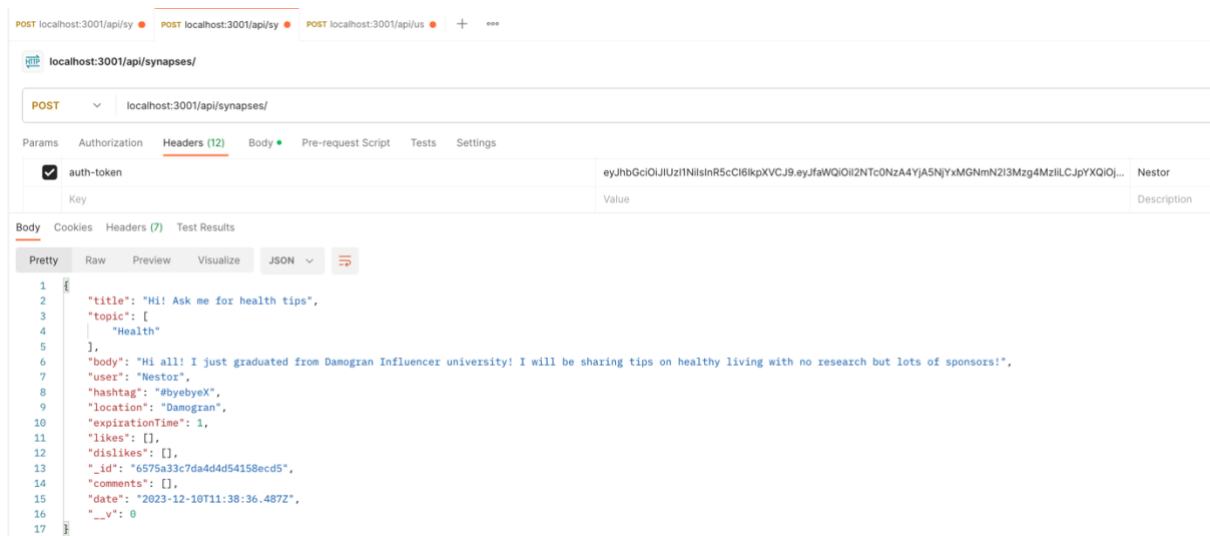 POST localhost:3001/api/sy POST localhost:3001/api/sy POST localhost:3001/api/us + ooo
HTTP localhost:3001/api/synapses/
POST localhost:3001/api/synapses/
Params Authorization Headers (12) Body Pre-request Script Tests Settings
auth-token Nestor
Key Value Description
Body Cookies Headers (7) Test Results
Pretty Raw Preview Visualize JSON
1 {
2 "title": "Hi! Ask me for health tips",
3 "topic": [
4 "Health"
5 ],
6 "body": "Hi all! I just graduated from Damogran Influencer university! I will be sharing tips on healthy living with no research but lots of sponsors!",
7 "user": "Nestor",
8 "hashtag": "#byebyeX",
9 "location": "Damogran",
10 "expirationTime": 1,
11 "likes": [],
12 "dislikes": [],
13 "_id": "6575a33c7da4d4d54158ecd5",
14 "comments": [],
15 "date": "2023-12-10T11:38:36.487Z",
16 "__v": 0
17 }